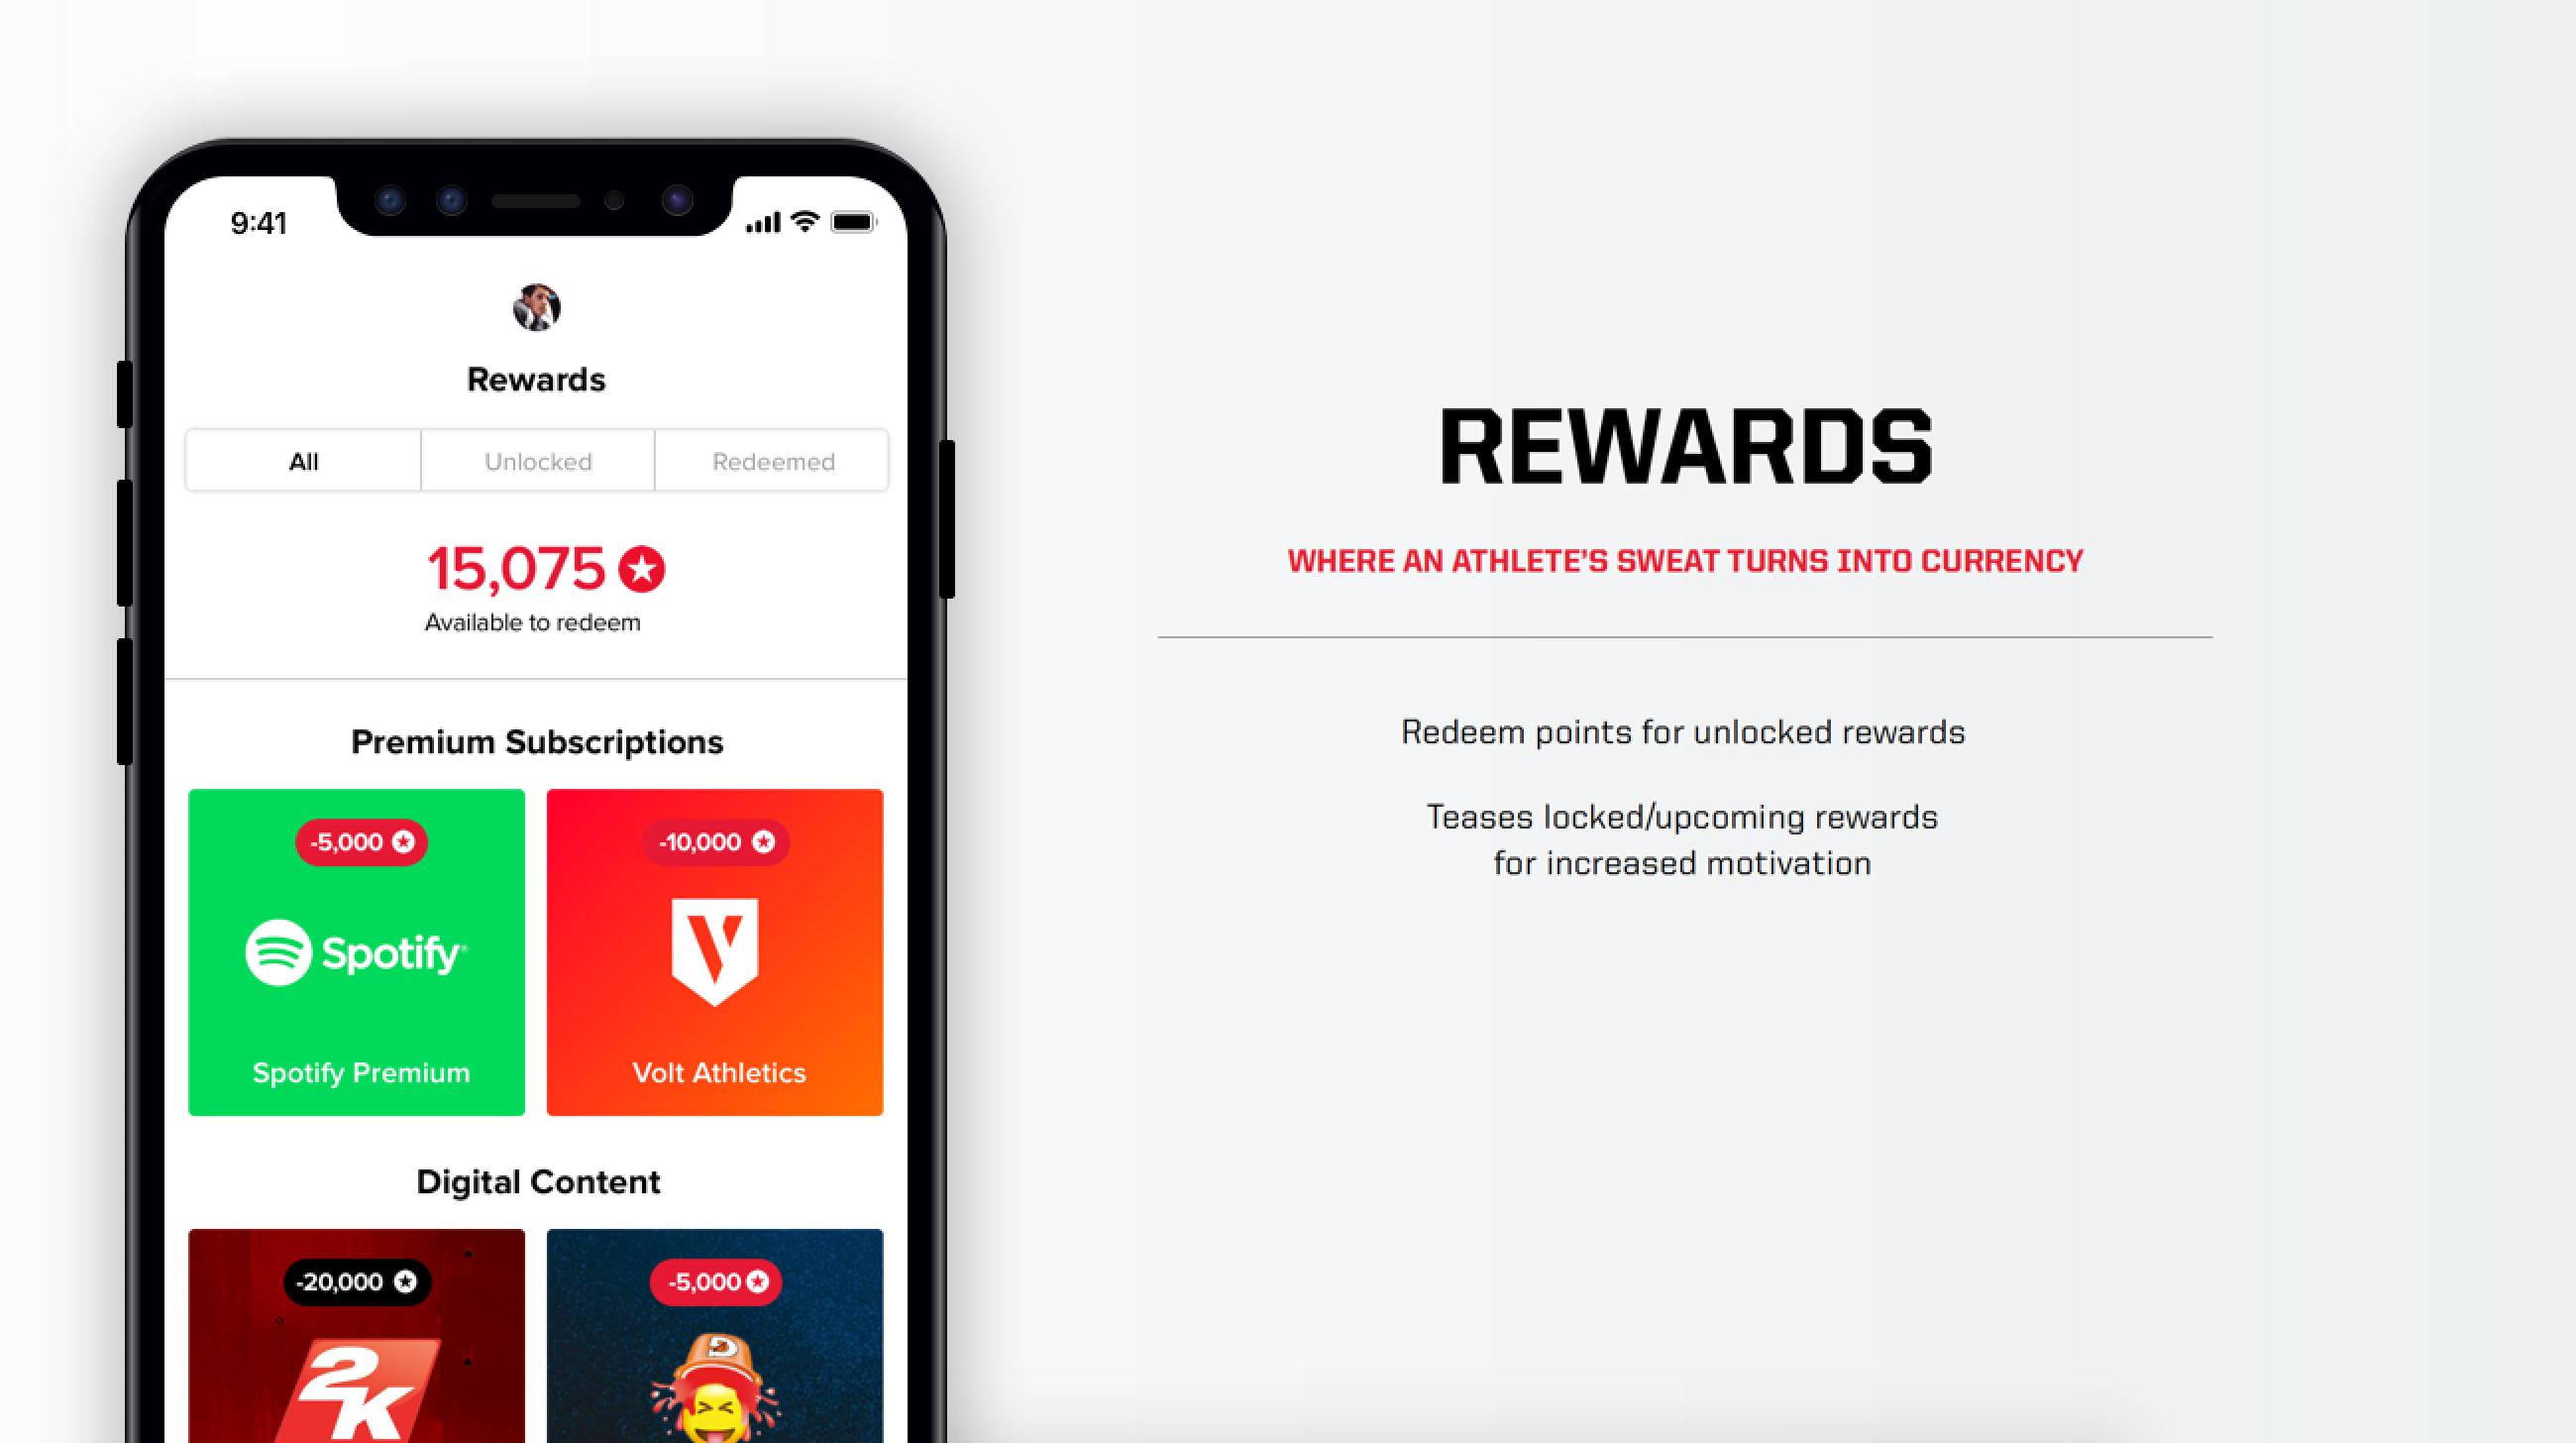 9:41
Rewards
All
Unlocked
Redeemed
15,075
Available to redeem
Premium Subscriptions
-5,000
Spotify
Spotify Premium
-10,000
V
Volt Athletics
Digital Content
-20,000
2K
-5,000
D
REWARDS
WHERE AN ATHLETE'S SWEAT TURNS INTO CURRENCY
Redeem points for unlocked rewards
Teases locked/upcoming rewards
for increased motivation